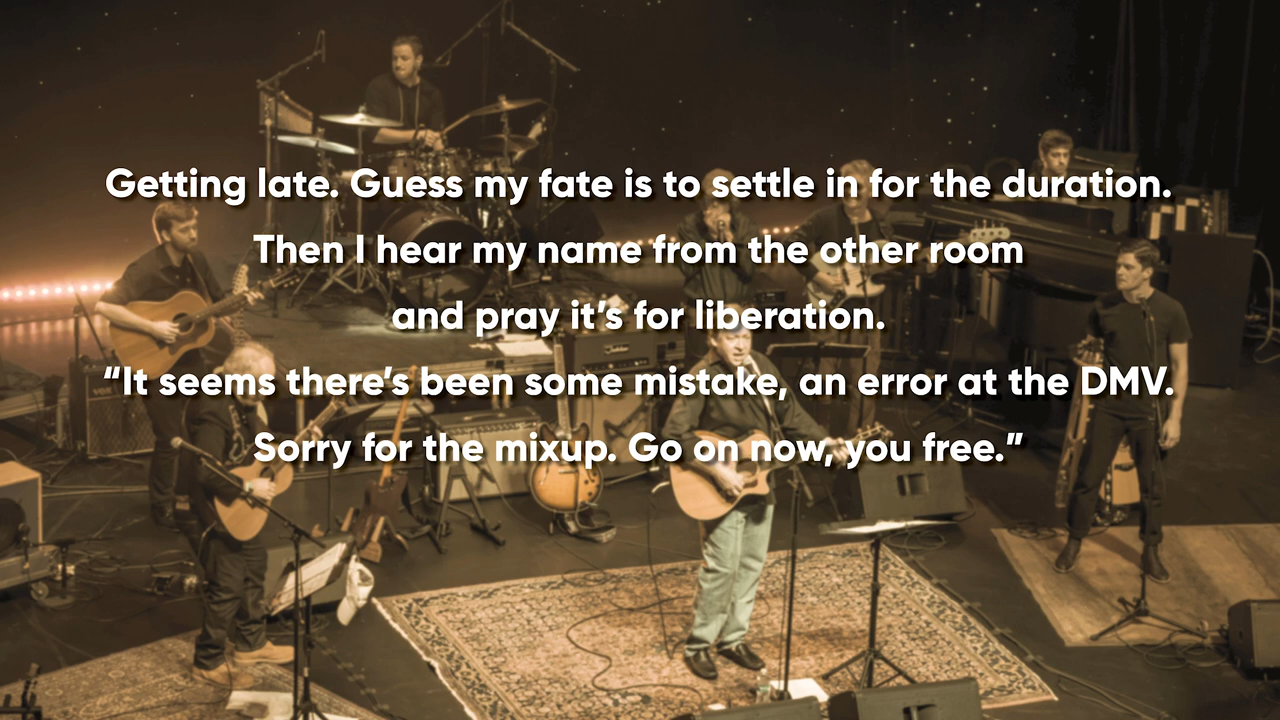 Getting late. Guess my fate is to settle in for the duration.
Then I hear my name from the other room
and pray it’s for liberation.
“It seems there’s been some mistake, an error at the DMV.
Sorry for the mixup. Go on now, you free.”